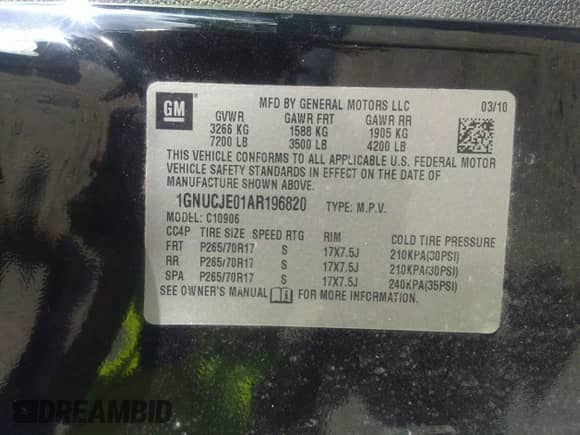 GM
MFD BY GENERAL MOTORS LLC 03/10
GVWR GAWR FRT GAWR RR
3266 KG 1588 KG 1905 KG
7200 LB 3500 LB 4200 LB
THIS VEHICLE CONFORMS TO ALL APPLICABLE U.S. FEDERAL MOTOR
VEHICLE SAFETY STANDARDS IN EFFECT ON THE DATE OF
MANUFACTURE SHOWN ABOVE.
1GNUCJE01AR196820 TYPE: M.P.V.
MODEL: C10906
CC4P TIRE SIZE SPEED RTG RIM COLD TIRE PRESSURE
FRT P265/70R17 S 17X7.5J 210KPA(30PSI)
RR P265/70R17 S 17X7.5J 210KPA(30PSI)
SPA P265/70R17 S 17X7.5J 240KPA(35PSI)
SEE OWNER'S MANUAL FOR MORE INFORMATION.
DREAMBID